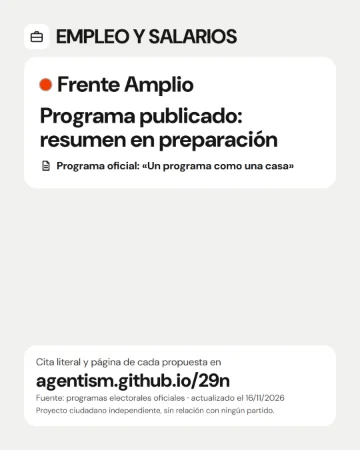 EMPLEO Y SALARIOS
Frente Amplio
Programa publicado:
resumen en preparación
Programa oficial: «Un programa como una casa»
Cita literal y página de cada propuesta en
agentism.github.io/29n
Fuente: programas electorales oficiales · actualizado el 16/11/2026
Proyecto ciudadano independiente, sin relación con ningún partido.